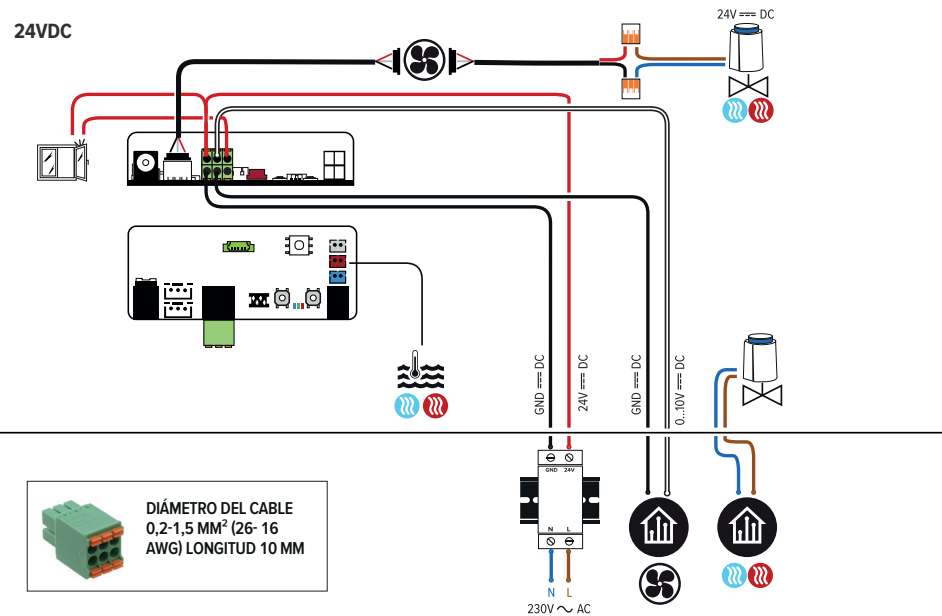 24VDC
24V ⎓ DC
GND ⎓ DC
24V ⎓ DC
GND ⎓ DC
0...10V ⎓ DC
GND 24V
N L
N L
230V ∼ AC
DIÁMETRO DEL CABLE
0,2-1,5 MM² (26- 16
AWG) LONGITUD 10 MM